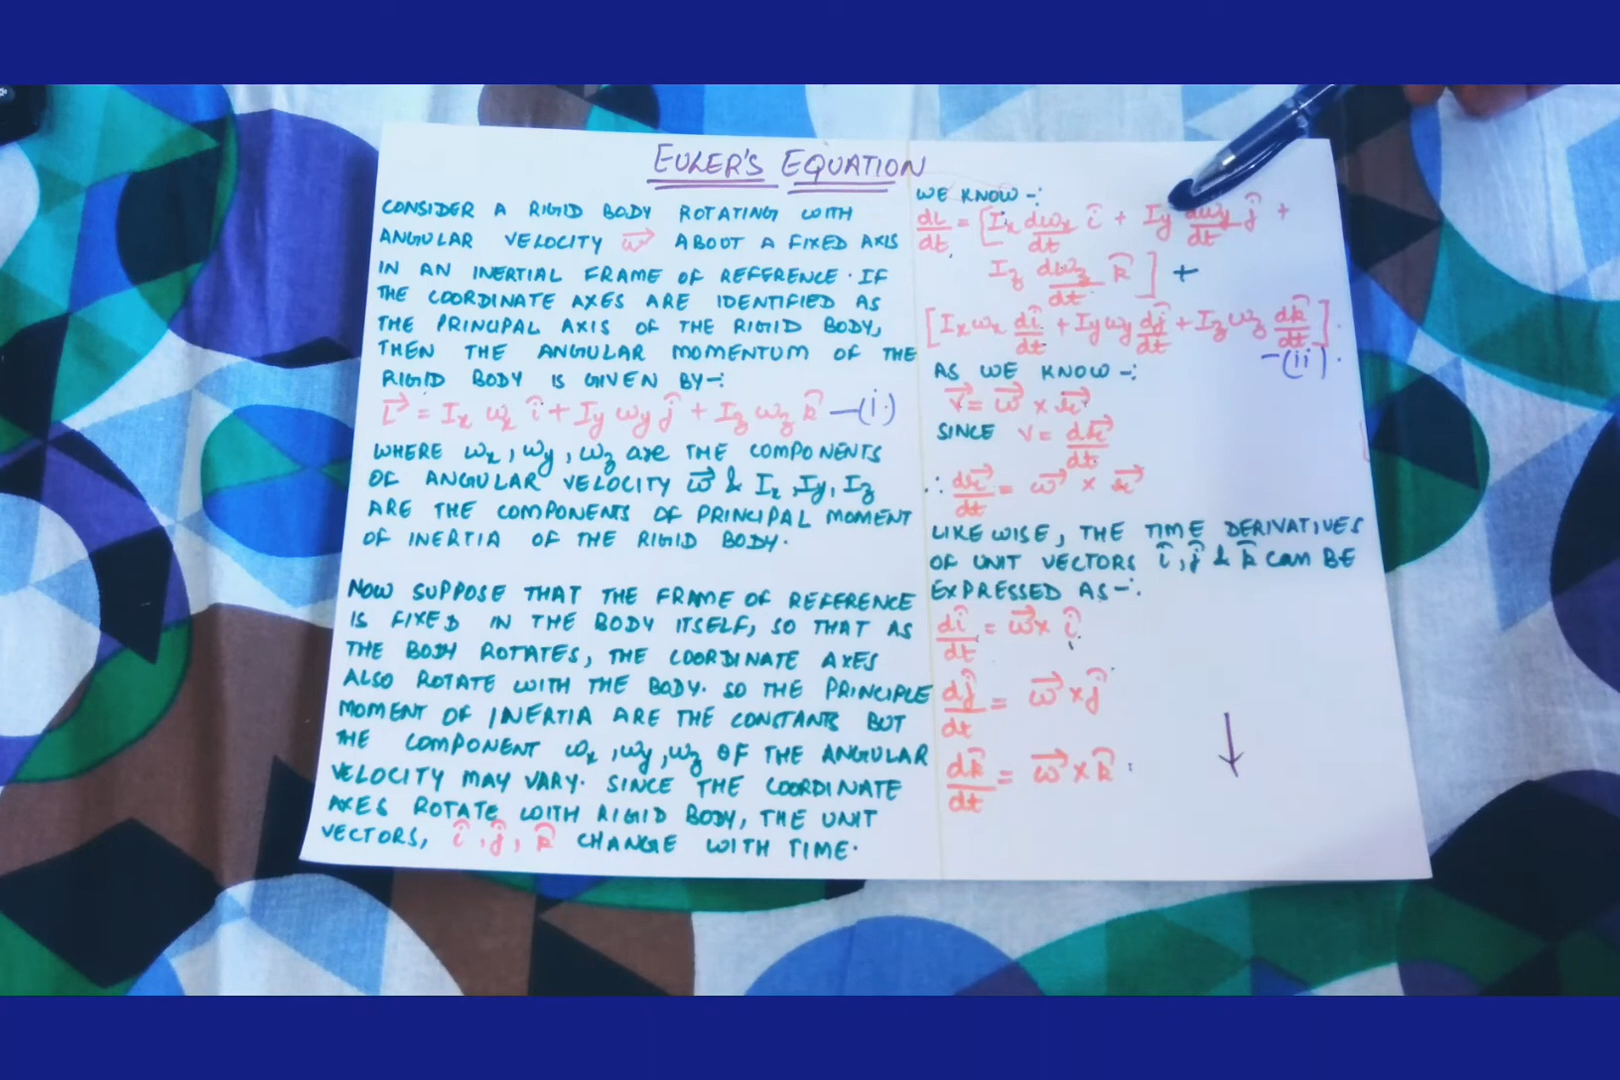 EULER'S EQUATION
CONSIDER A RIGID BODY ROTATING WITH
ANGULAR VELOCITY ω⃗ ABOUT A FIXED AXIS
IN AN INERTIAL FRAME OF REFERENCE. IF
THE COORDINATE AXES ARE IDENTIFIED AS
THE PRINCIPAL AXIS OF THE RIGID BODY,
THEN THE ANGULAR MOMENTUM OF THE
RIGID BODY IS GIVEN BY -:
L⃗ = Ix ωx î + Iy ωy ĵ + Iz ωz k̂ —(i)
WHERE ωx, ωy, ωz are THE COMPONENTS
OF ANGULAR VELOCITY ω⃗ & Ix, Iy, Iz
ARE THE COMPONENTS OF PRINCIPAL MOMENT
OF INERTIA OF THE RIGID BODY.
NOW SUPPOSE THAT THE FRAME OF REFERENCE
IS FIXED IN THE BODY ITSELF, SO THAT AS
THE BODY ROTATES, THE COORDINATE AXES
ALSO ROTATE WITH THE BODY. SO THE PRINCIPLE
MOMENT OF INERTIA ARE THE CONSTANTS BUT
THE COMPONENT ωx, ωy, ωz OF THE ANGULAR
VELOCITY MAY VARY. SINCE THE COORDINATE
AXES ROTATE WITH RIGID BODY, THE UNIT
VECTORS, î, ĵ, k̂ CHANGE WITH TIME.
WE KNOW -:
dL/dt = [Ix dωx/dt î + Iy dωy/dt ĵ +
Iz dωz/dt k̂] +
[Ix ωx dî/dt + Iy ωy dĵ/dt + Iz ωz dk̂/dt].
—(ii).
AS WE KNOW -:
v⃗ = ω⃗ × r⃗
SINCE v = dr⃗/dt
∴ dr⃗/dt = ω⃗ × r⃗
LIKEWISE, THE TIME DERIVATIVES
OF UNIT VECTORS î, ĵ & k̂ CAN BE
EXPRESSED AS -:
dî/dt = ω⃗ × î
dĵ/dt = ω⃗ × ĵ
dk̂/dt = ω⃗ × k̂